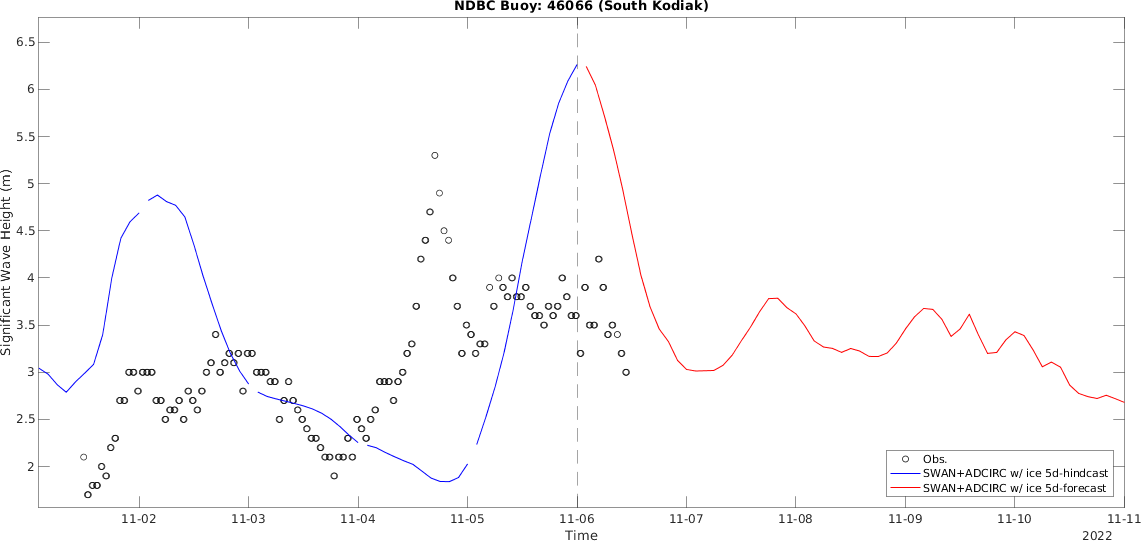 NDBC Buoy: 46066 (South Kodiak)
Significant Wave Height (m)
6.5
6
5.5
5
4.5
4
3.5
3
2.5
2
Obs.
SWAN+ADCIRC w/ ice 5d-hindcast
SWAN+ADCIRC w/ ice 5d-forecast
11-02 11-03 11-04 11-05 11-06 11-07 11-08 11-09 11-10 11-11
Time
2022